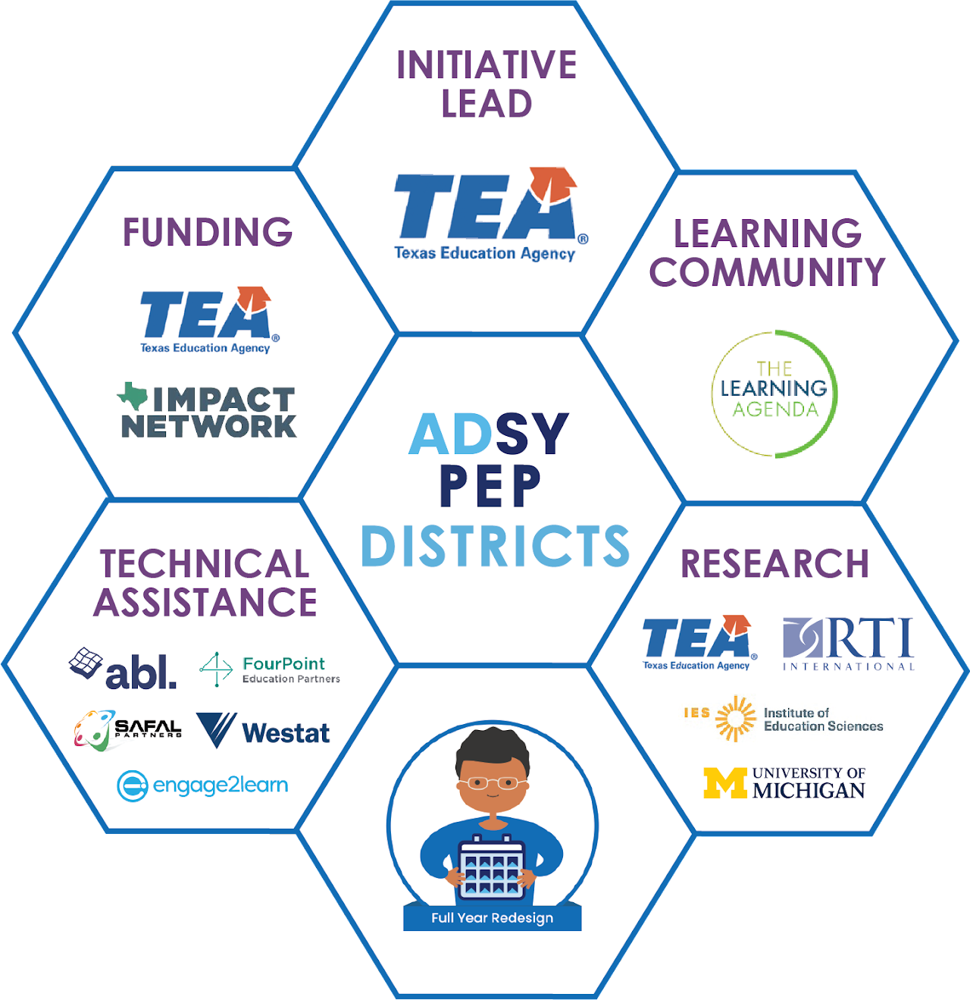 INITIATIVE
LEAD
TEA®
Texas Education Agency
FUNDING
TEA®
Texas Education Agency
IMPACT
NETWORK
LEARNING
COMMUNITY
THE
LEARNING
AGENDA
ADSY
PEP
DISTRICTS
TECHNICAL
ASSISTANCE
abl.
FourPoint
Education Partners
SAFAL
PARTNERS
Westat
engage2learn
RESEARCH
TEA®
Texas Education Agency
RTI
INTERNATIONAL
IES
Institute of
Education Sciences
M
UNIVERSITY OF
MICHIGAN
Full Year Redesign